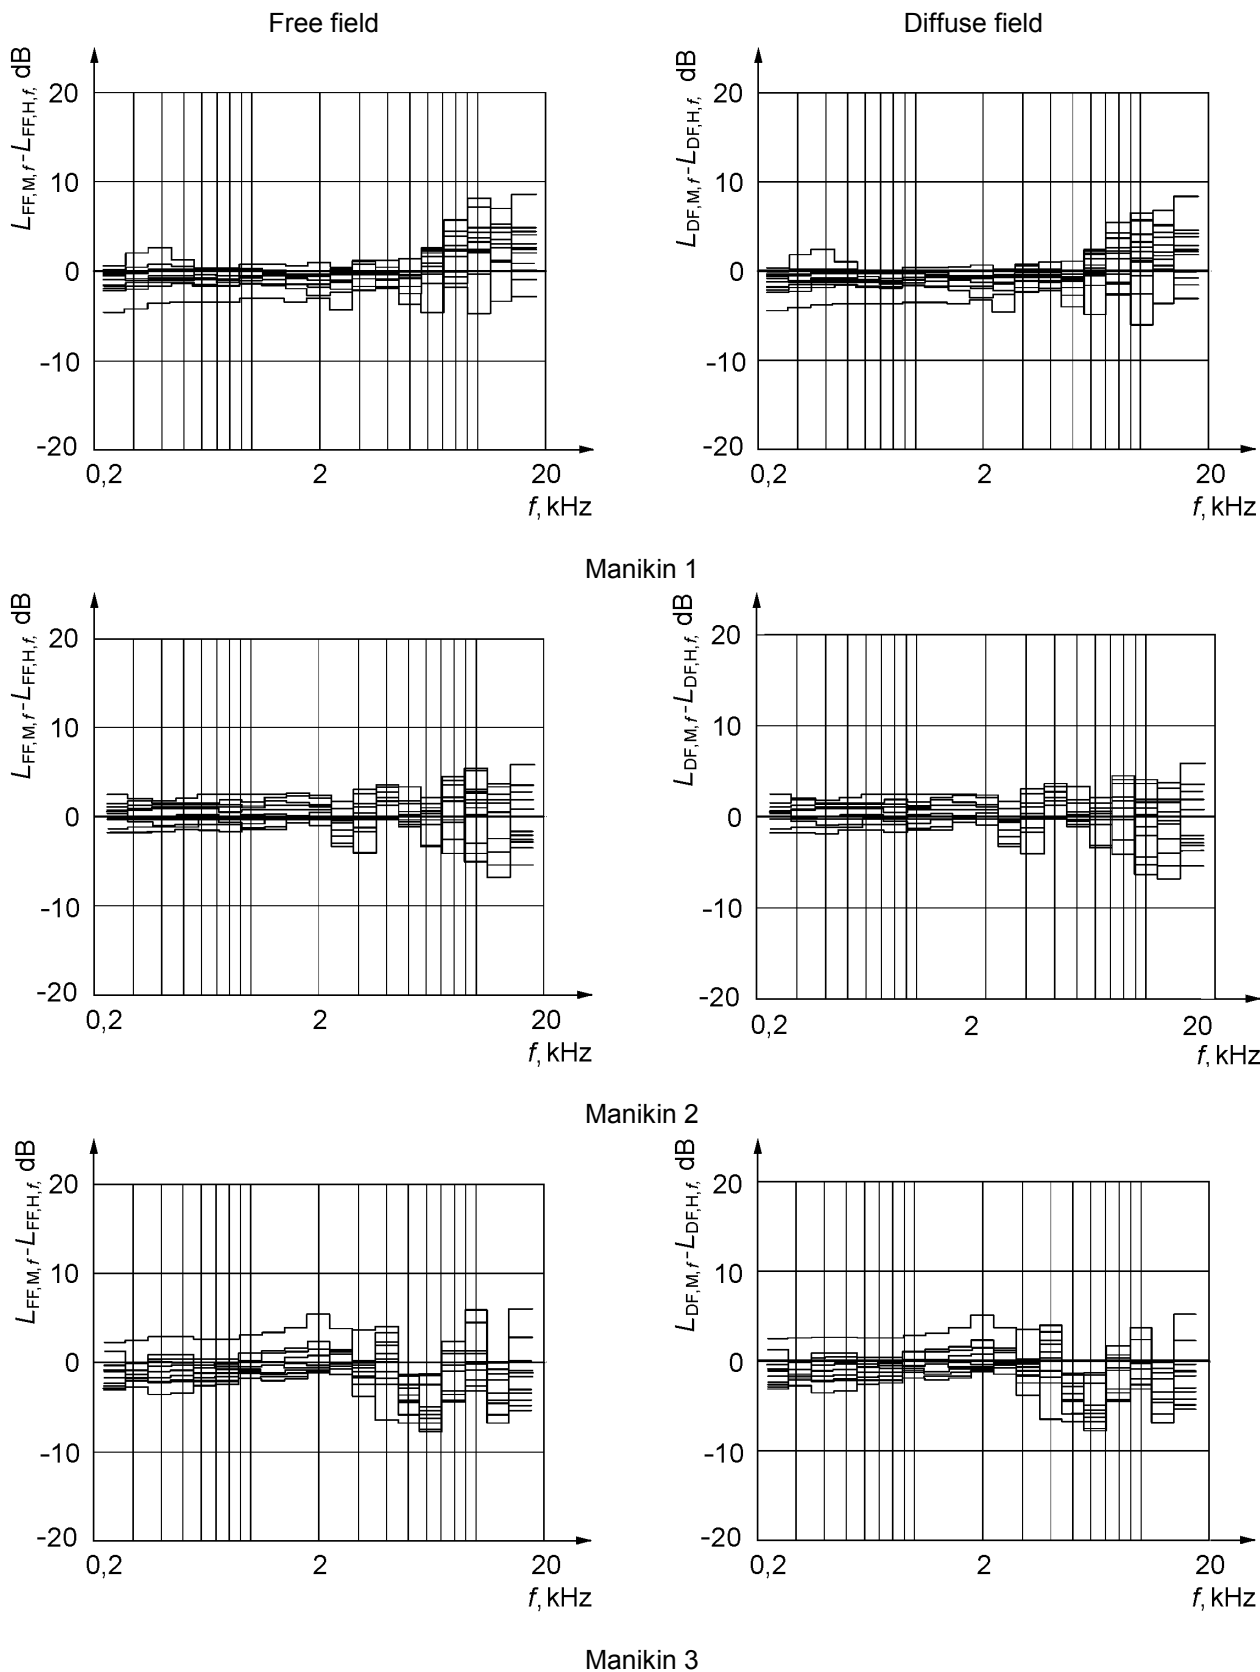 Free field
Diffuse field
L_FF,M,f - L_FF,H,f, dB
20
10
0
-10
-20
0,2
2
20
f, kHz
L_DF,M,f - L_DF,H,f, dB
20
10
0
-10
-20
0,2
2
20
f, kHz
Manikin 1
L_FF,M,f - L_FF,H,f, dB
20
10
0
-10
-20
0,2
2
20
f, kHz
L_DF,M,f - L_DF,H,f, dB
20
10
0
-10
-20
0,2
2
20
f, kHz
Manikin 2
L_FF,M,f - L_FF,H,f, dB
20
10
0
-10
-20
0,2
2
20
f, kHz
L_DF,M,f - L_DF,H,f, dB
20
10
0
-10
-20
0,2
2
20
f, kHz
Manikin 3